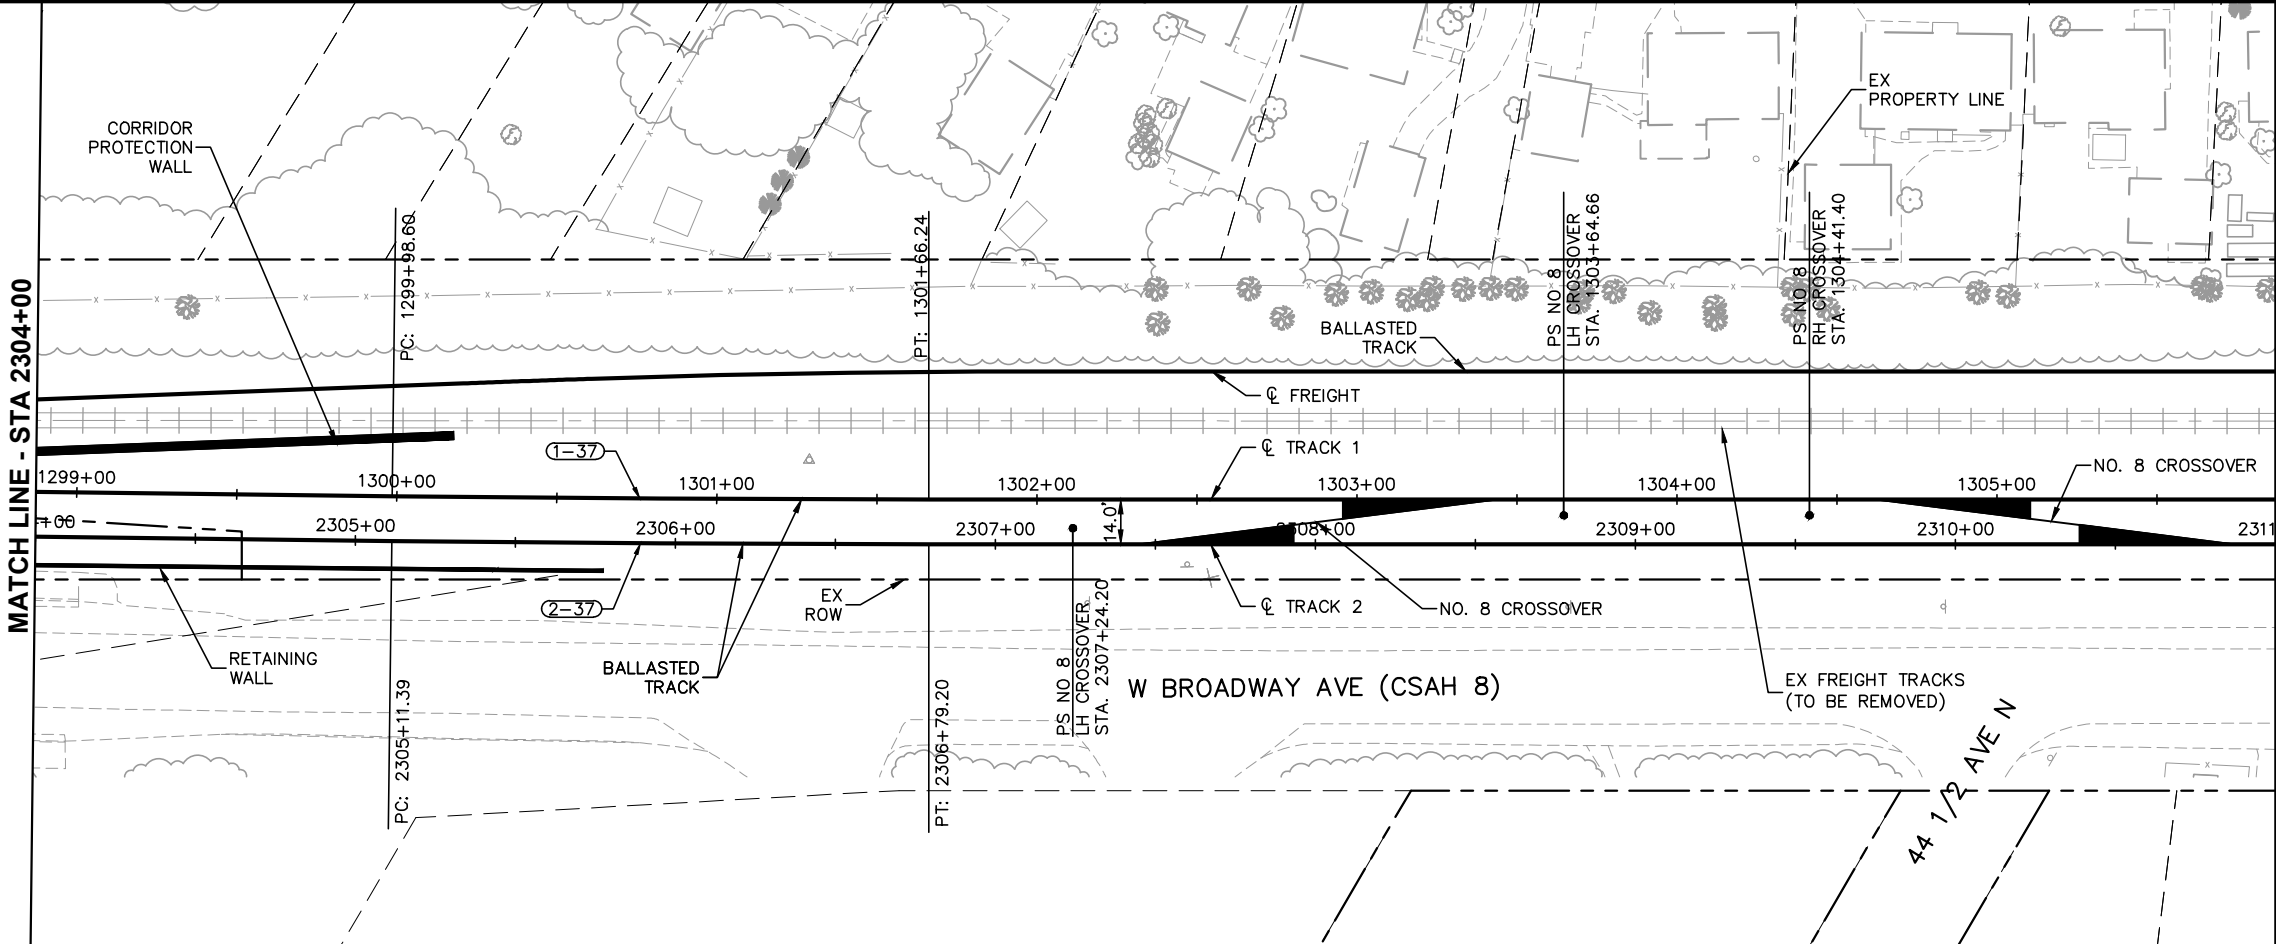 MATCH LINE - STA 2304+00
CORRIDOR
PROTECTION
WALL
PC: 1299+98.60
PT: 1301+66.24
EX
PROPERTY LINE
PS NO 8
LH CROSSOVER
STA. 1303+64.66
PS NO 8
RH CROSSOVER
STA. 1304+41.40
BALLASTED
TRACK
℄ FREIGHT
1-37
℄ TRACK 1
NO. 8 CROSSOVER
1299+00
1300+00
1301+00
1302+00
1303+00
1304+00
1305+00
+00
2305+00
2306+00
2307+00
14.0'
2308+00
2309+00
2310+00
2311
2-37
EX
ROW
℄ TRACK 2
NO. 8 CROSSOVER
RETAINING
WALL
BALLASTED
TRACK
PS NO 8
LH CROSSOVER
STA. 2307+24.20
W BROADWAY AVE (CSAH 8)
EX FREIGHT TRACKS
(TO BE REMOVED)
PC: 2305+11.39
PT: 2306+79.20
44 1/2 AVE N